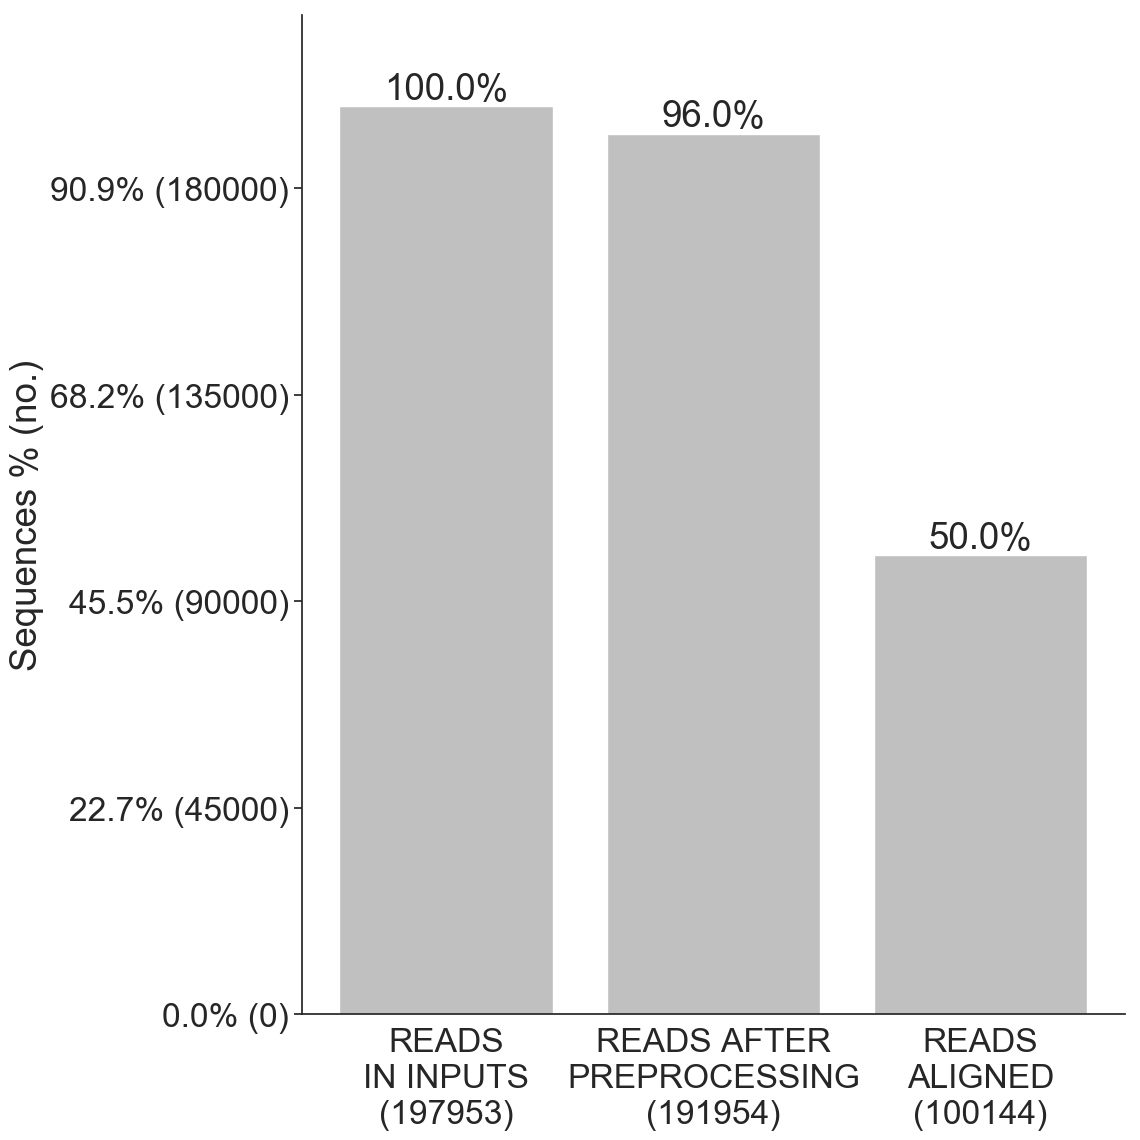 100.0%
96.0%
90.9% (180000)
68.2% (135000)
Sequences % (no.)
50.0%
45.5% (90000)
22.7% (45000)
0.0% (0)
READS
IN INPUTS
(197953)
READS AFTER
PREPROCESSING
(191954)
READS
ALIGNED
(100144)